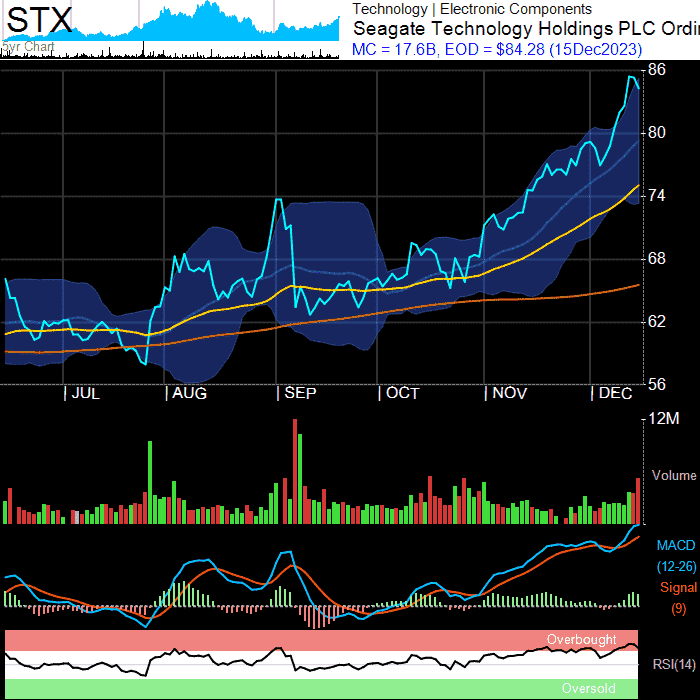 STX
5yr Chart
Technology | Electronic Components
Seagate Technology Holdings PLC Ordin
MC = 17.6B, EOD = $84.28 (15Dec2023)
86
80
74
68
62
56
| JUL | AUG | SEP | OCT | NOV | DEC
12M
Volume
MACD
(12-26)
Signal
(9)
Overbought
RSI(14)
Oversold